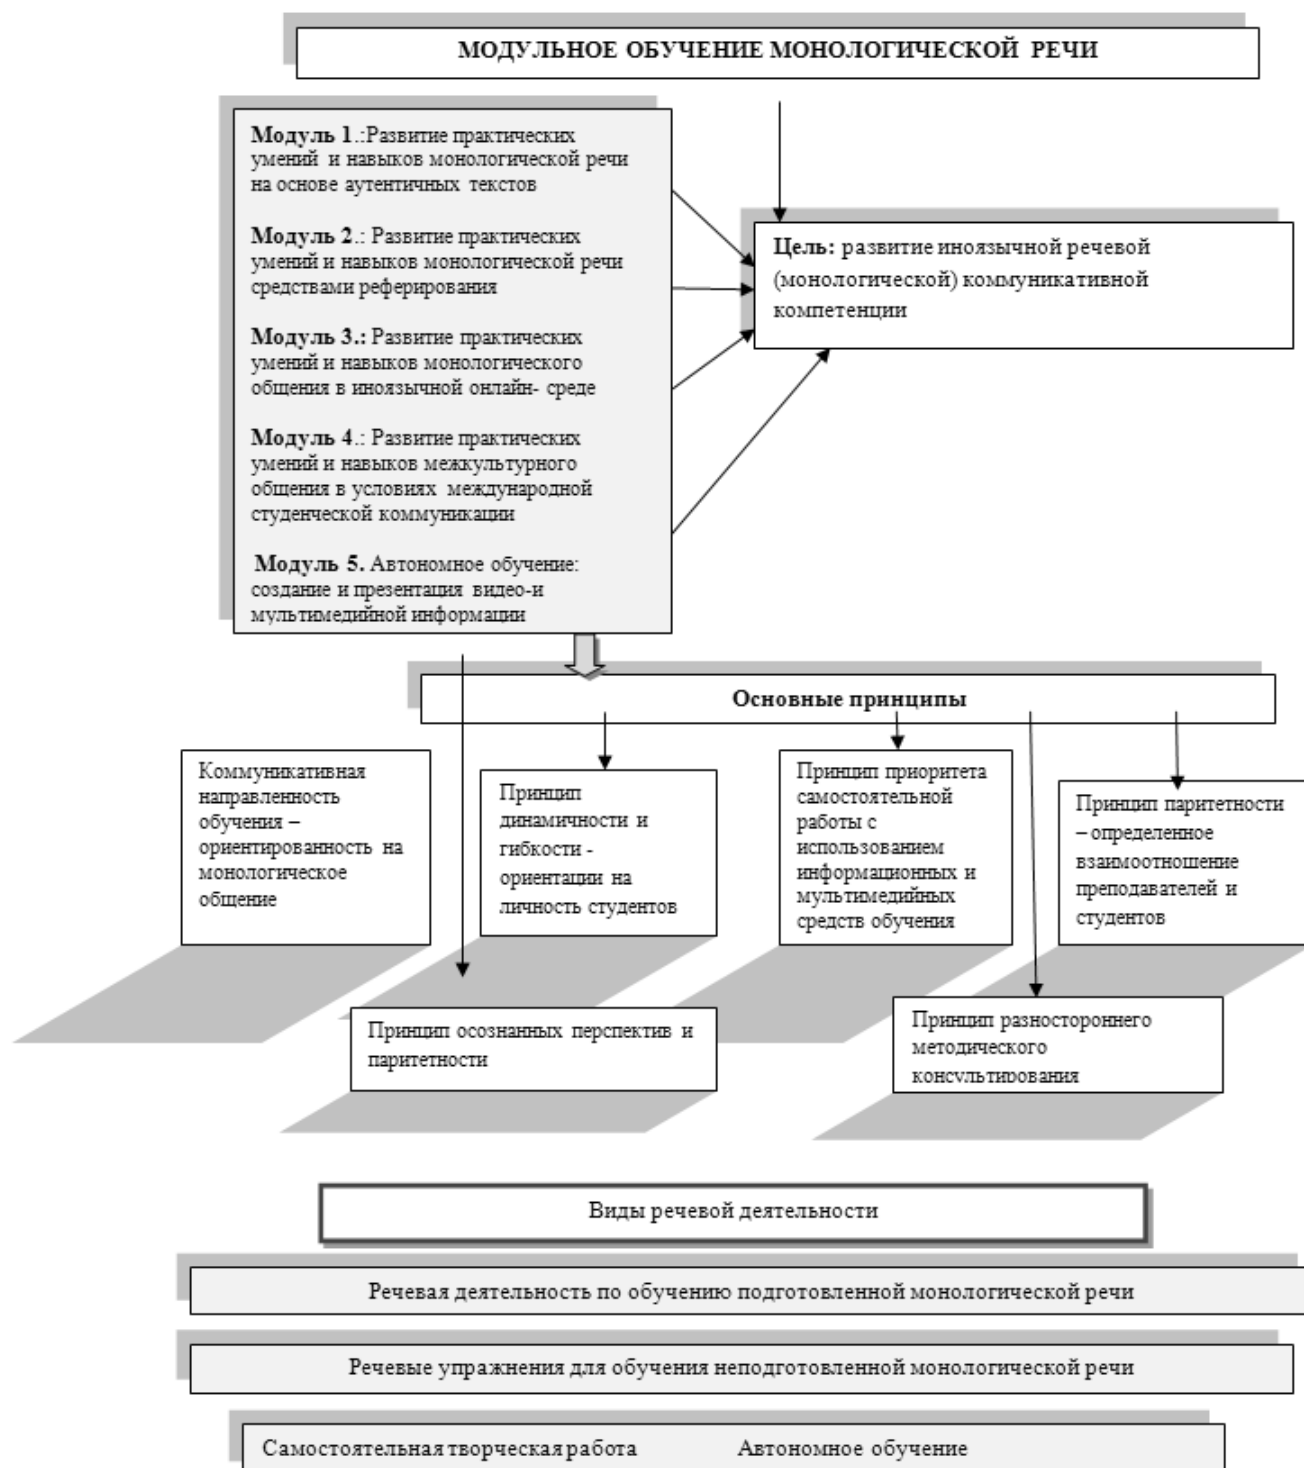 МОДУЛЬНОЕ ОБУЧЕНИЕ МОНОЛОГИЧЕСКОЙ РЕЧИ
Модуль 1.:Развитие практических
умений и навыков монологической речи
на основе аутентичных текстов
Модуль 2.: Развитие практических
умений и навыков монологической речи
средствами реферирования
Модуль 3.: Развитие практических
умений и навыков монологического
общения в иноязычной онлайн- среде
Модуль 4.: Развитие практических
умений и навыков межкультурного
общения в условиях международной
студенческой коммуникации
Модуль 5. Автономное обучение:
создание и презентация видео-и
мультимедийной информации
Цель: развитие иноязычной речевой
(монологической) коммуникативной
компетенции
Основные принципы
Коммуникативная
направленность
обучения –
ориентированность на
монологическое
общение
Принцип
динамичности и
гибкости -
ориентации на
личность студентов
Принцип приоритета
самостоятельной
работы с
использованием
информационных и
мультимедийных
средств обучения
Принцип паритетности
– определенное
взаимоотношение
преподавателей и
студентов
Принцип осознанных перспектив и
паритетности
Принцип разностороннего
методического
консультирования
Виды речевой деятельности
Речевая деятельность по обучению подготовленной монологической речи
Речевые упражнения для обучения неподготовленной монологической речи
Самостоятельная творческая работа Автономное обучение